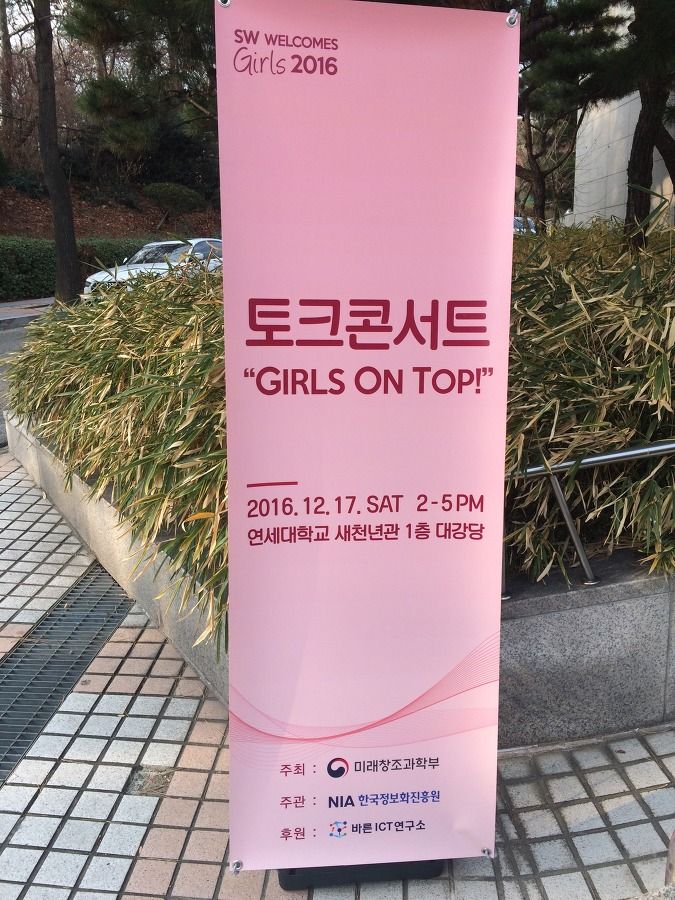 SW WELCOMES
Girls 2016
토크콘서트
“GIRLS ON TOP!”
2016. 12. 17. SAT 2-5PM
연세대학교 새천년관 1층 대강당
주최 : 미래창조과학부
주관 : NIA 한국정보화진흥원
후원 : 바른ICT연구소